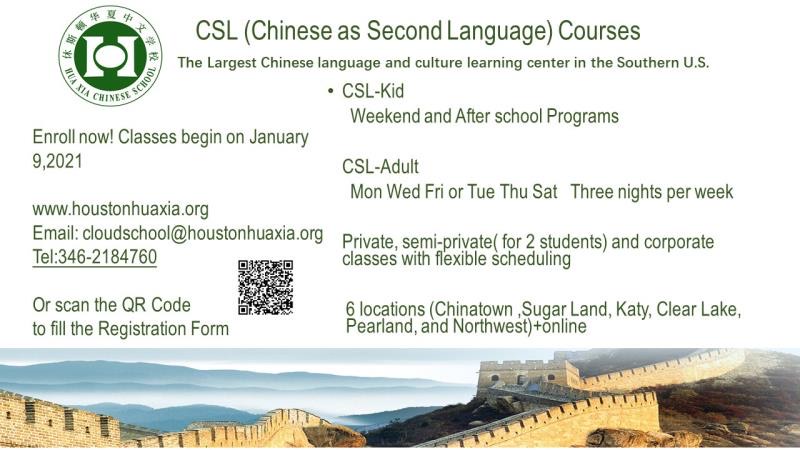 休斯顿华夏中文学校
HUA XIA CHINESE SCHOOL
CSL (Chinese as Second Language) Courses
The Largest Chinese language and culture learning center in the Southern U.S.
Enroll now! Classes begin on January
9,2021
www.houstonhuaxia.org
Email: cloudschool@houstonhuaxia.org
Tel:346-2184760
Or scan the QR Code
to fill the Registration Form
• CSL-Kid
Weekend and After school Programs
CSL-Adult
Mon Wed Fri or Tue Thu Sat Three nights per week
Private, semi-private( for 2 students) and corporate
classes with flexible scheduling
6 locations (Chinatown ,Sugar Land, Katy, Clear Lake,
Pearland, and Northwest)+online